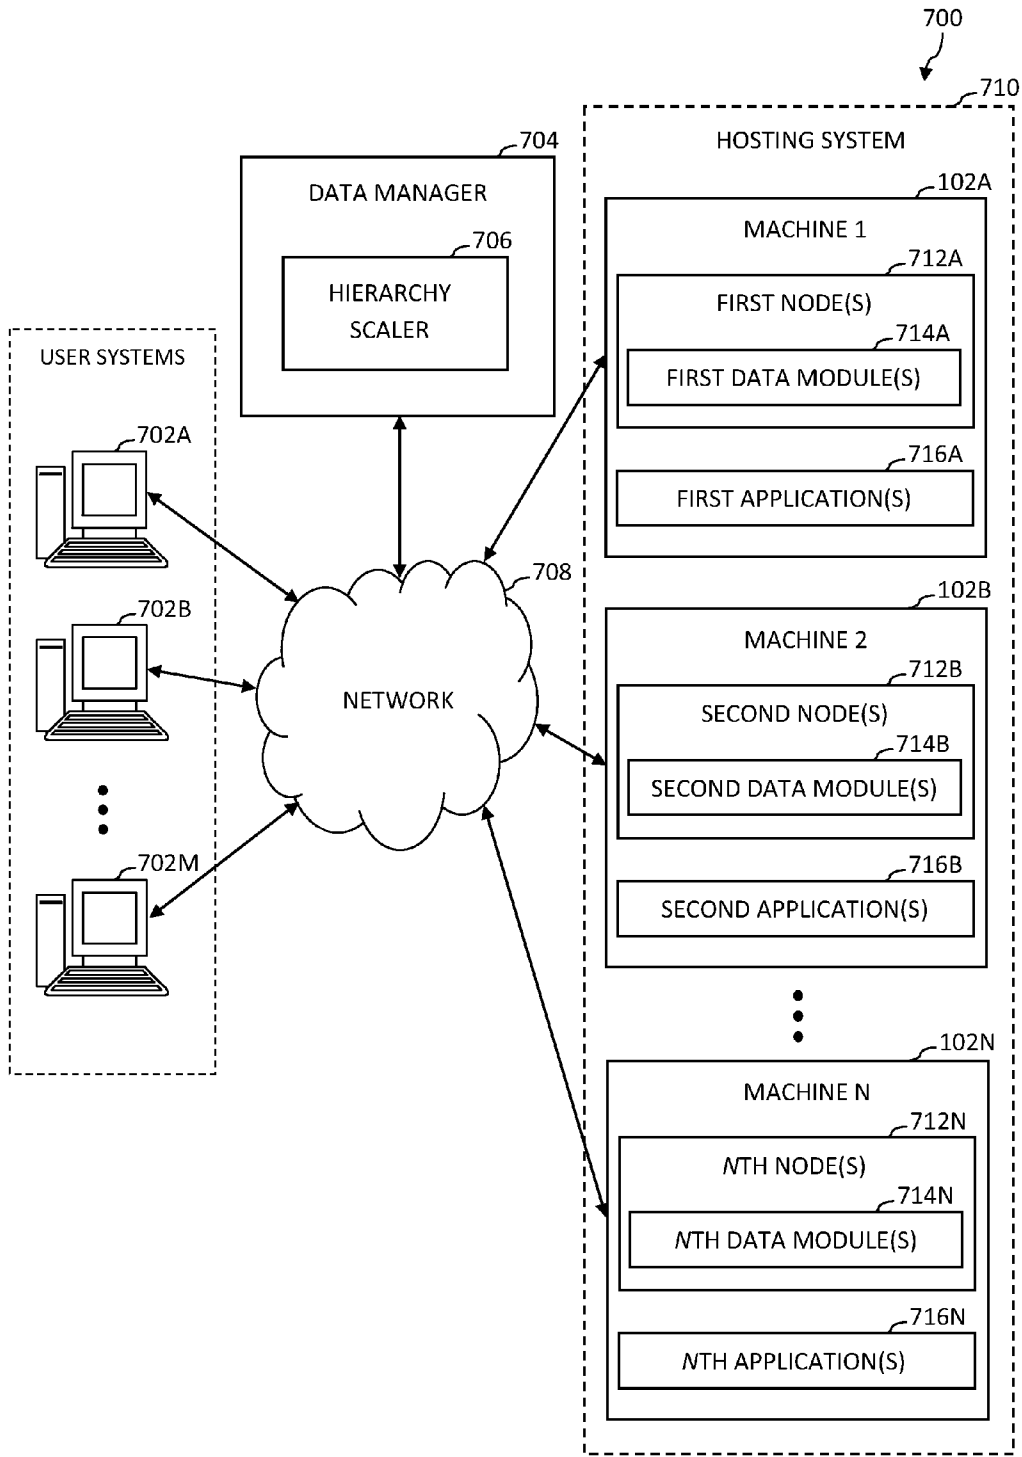 700
710
HOSTING SYSTEM
704
DATA MANAGER
706
HIERARCHY
SCALER
USER SYSTEMS
702A
702B
702M
708
NETWORK
102A
MACHINE 1
712A
FIRST NODE(S)
714A
FIRST DATA MODULE(S)
716A
FIRST APPLICATION(S)
102B
MACHINE 2
712B
SECOND NODE(S)
714B
SECOND DATA MODULE(S)
716B
SECOND APPLICATION(S)
102N
MACHINE N
712N
NTH NODE(S)
714N
NTH DATA MODULE(S)
716N
NTH APPLICATION(S)